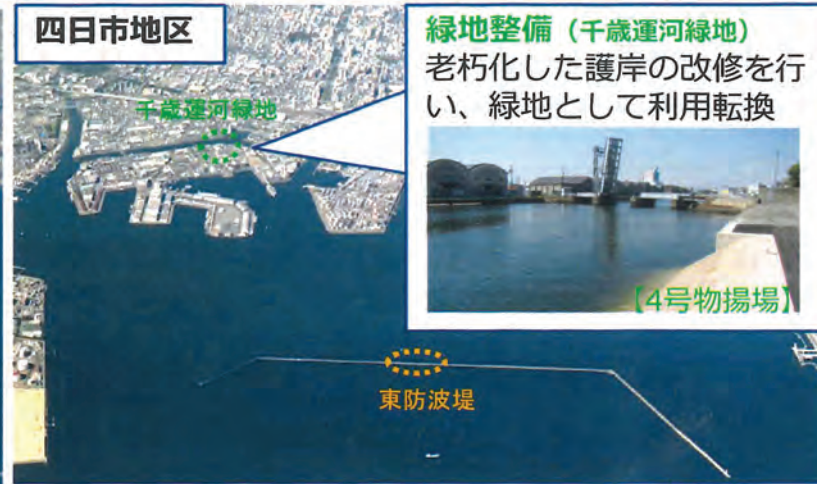 四日市地区
千歳運河緑地
緑地整備（千歳運河緑地）
老朽化した護岸の改修を行
い、緑地として利用転換
【4号物揚場】
東防波堤